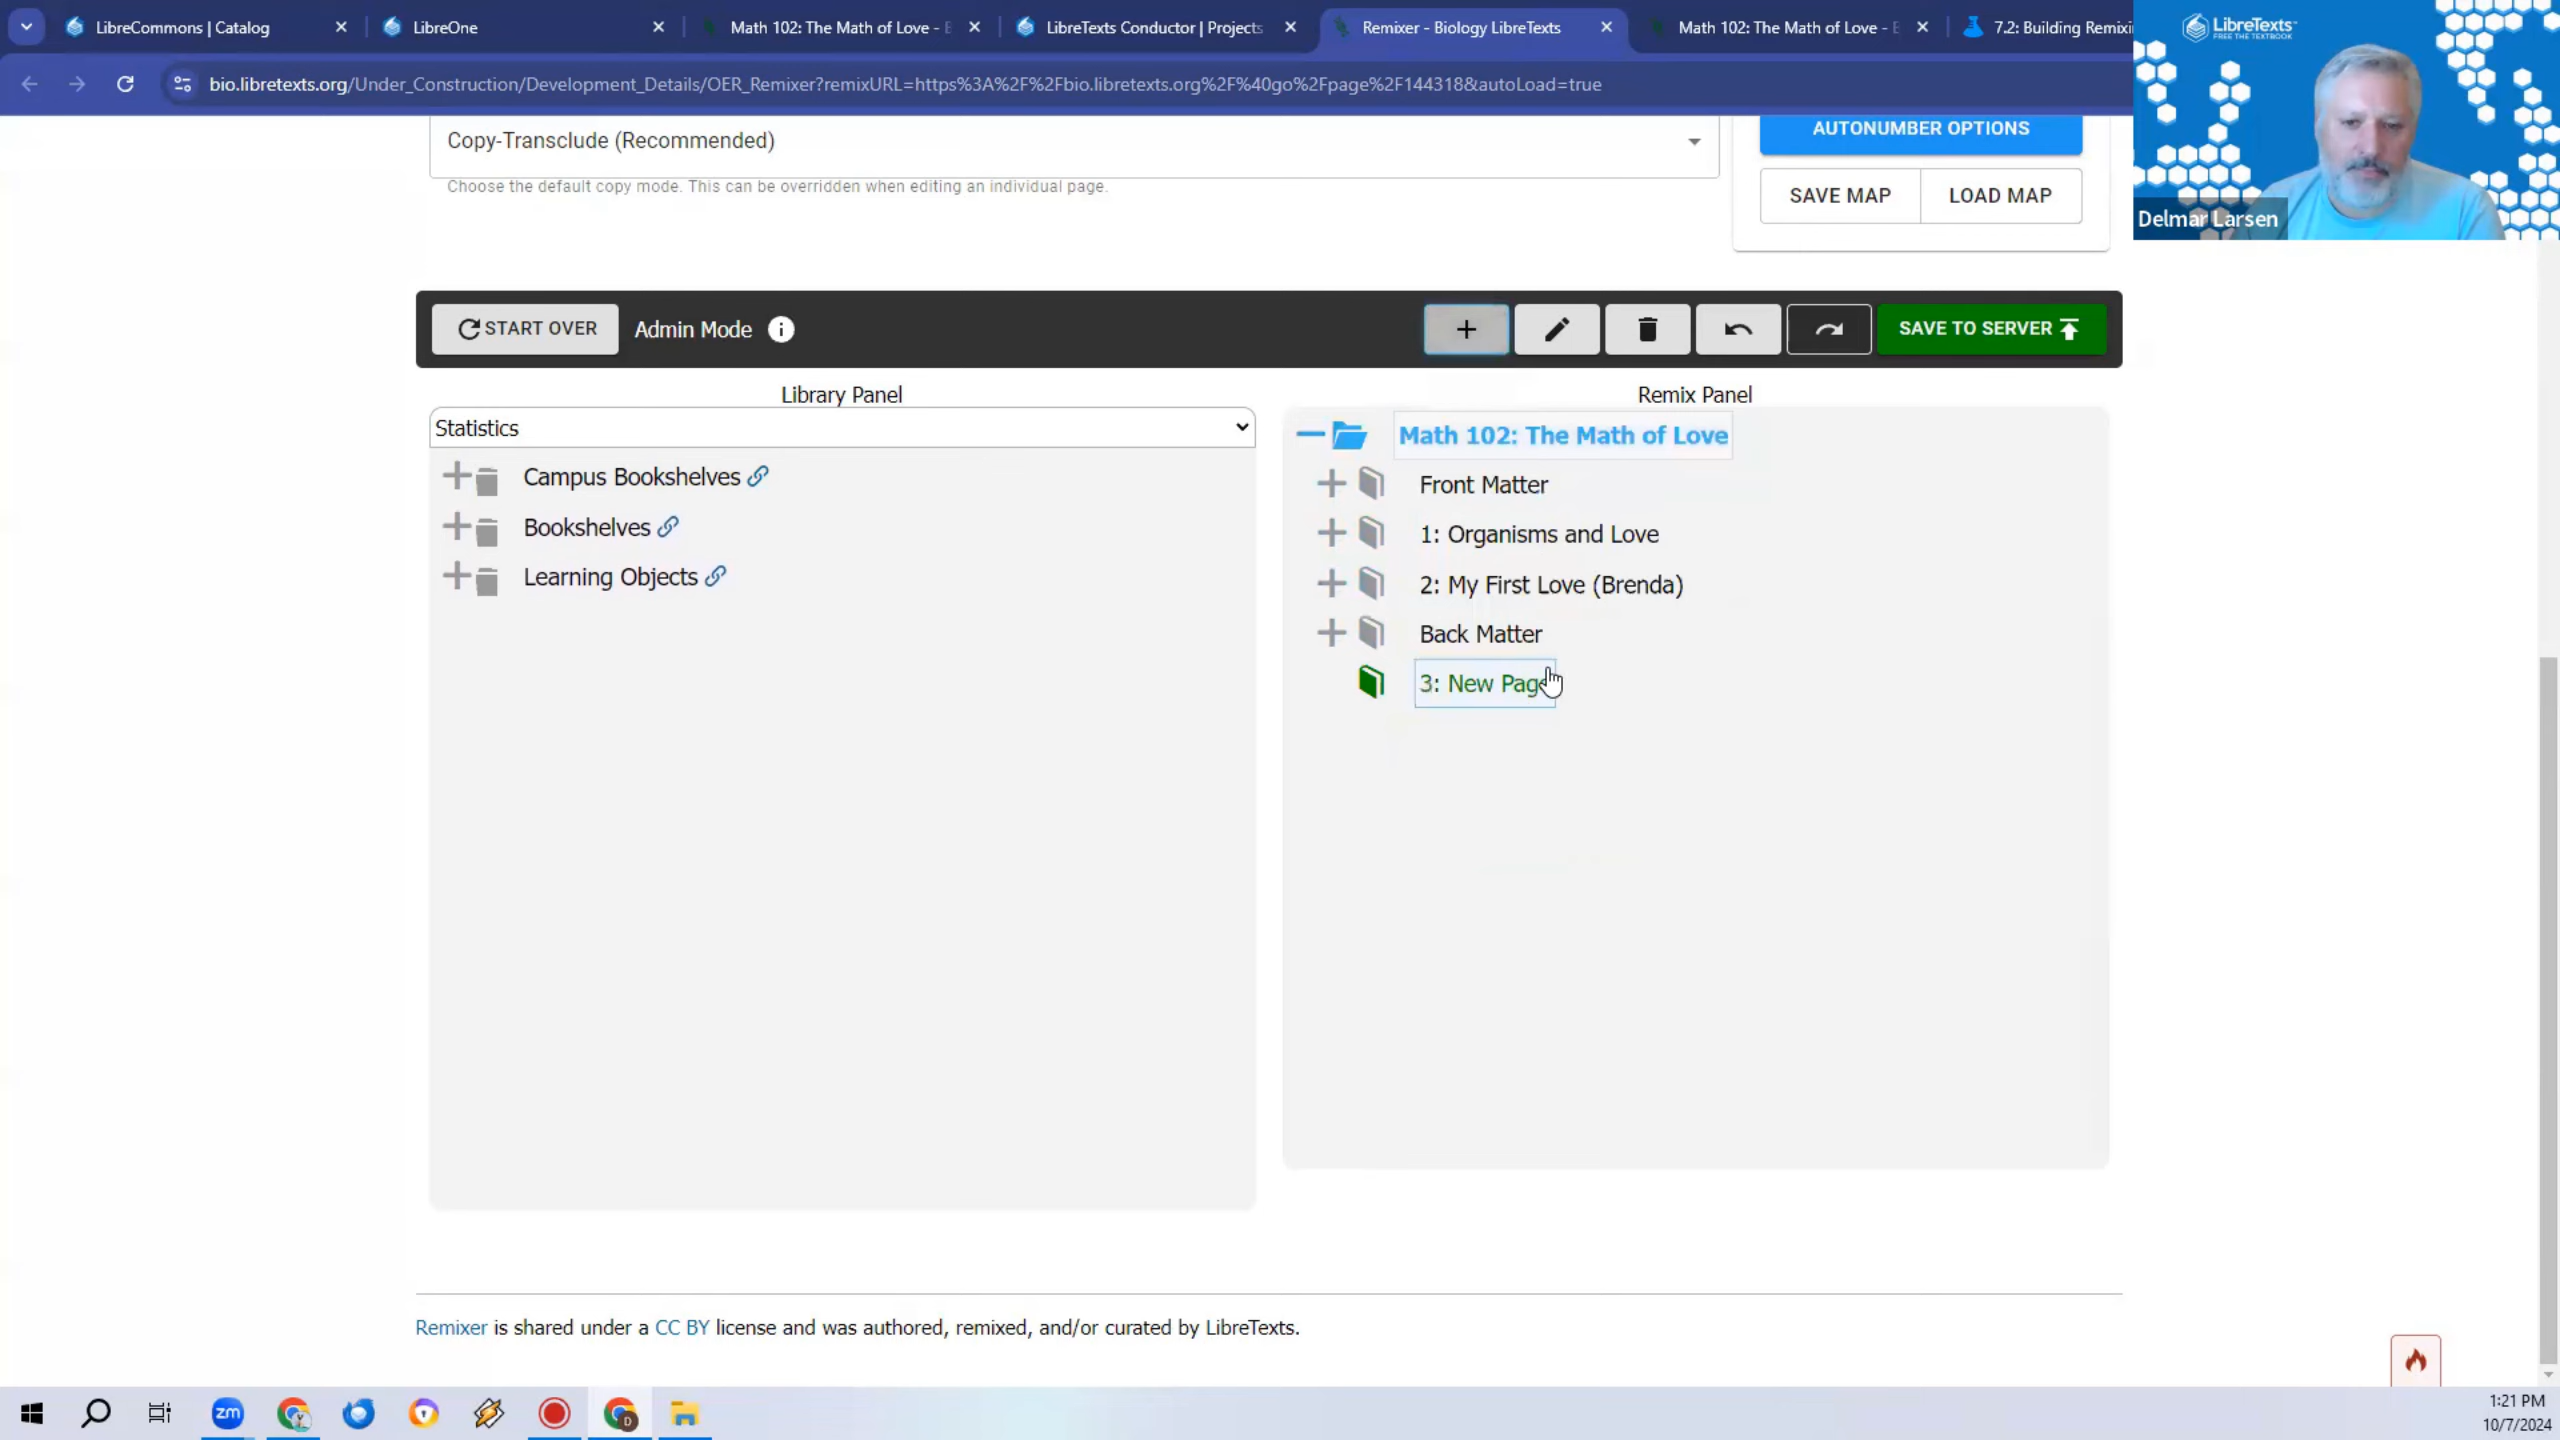 LibreCommons | Catalog
LibreOne
Math 102: The Math of Love - E
LibreTexts Conductor | Projects
Remixer - Biology LibreTexts
Math 102: The Math of Love - E
7.2: Building Remixi
bio.libretexts.org/Under_Construction/Development_Details/OER_Remixer?remixURL=https%3A%2F%2Fbio.libretexts.org%2F%40go%2Fpage%2F144318&autoLoad=true
LibreTexts
FREE THE TEXTBOOK
Delmar Larsen
Copy-Transclude (Recommended)
Choose the default copy mode. This can be overridden when editing an individual page.
AUTONUMBER OPTIONS
SAVE MAP
LOAD MAP
START OVER
Admin Mode
SAVE TO SERVER
Library Panel
Remix Panel
Statistics
Campus Bookshelves
Bookshelves
Learning Objects
Math 102: The Math of Love
Front Matter
1: Organisms and Love
2: My First Love (Brenda)
Back Matter
3: New Page
Remixer is shared under a CC BY license and was authored, remixed, and/or curated by LibreTexts.
zm
D
1:21 PM
10/7/2024